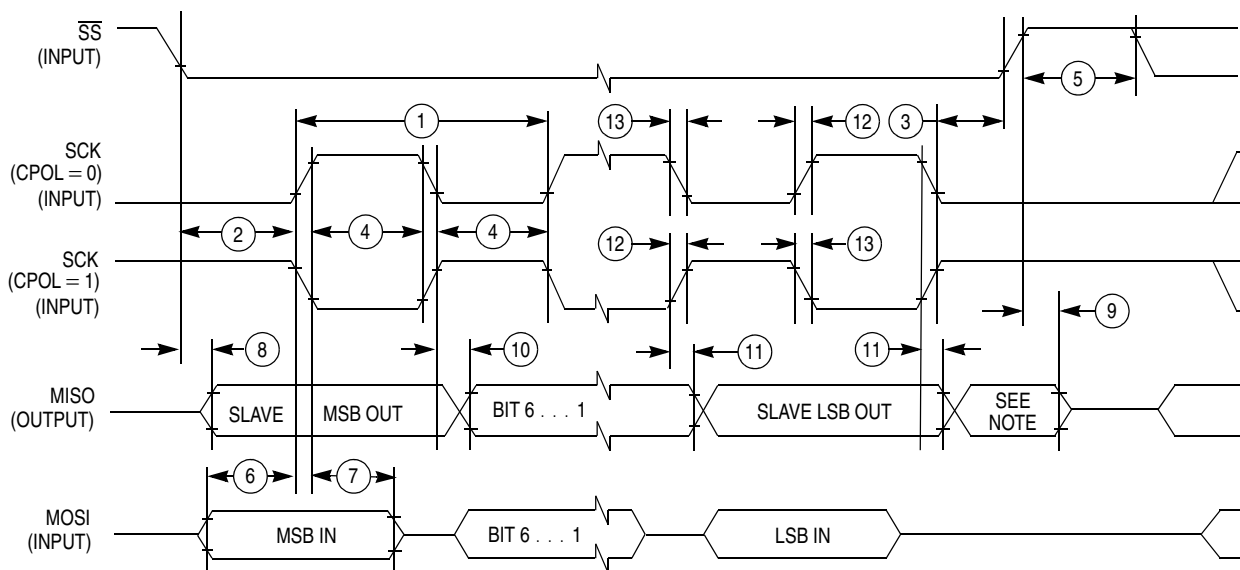 SS
(INPUT)
5
1
13
12
3
SCK
(CPOL = 0)
(INPUT)
2
4
4
12
13
SCK
(CPOL = 1)
(INPUT)
8
10
11
11
9
MISO
(OUTPUT)
SLAVE MSB OUT
BIT 6 . . . 1
SLAVE LSB OUT
SEE
NOTE
6
7
MOSI
(INPUT)
MSB IN
BIT 6 . . . 1
LSB IN